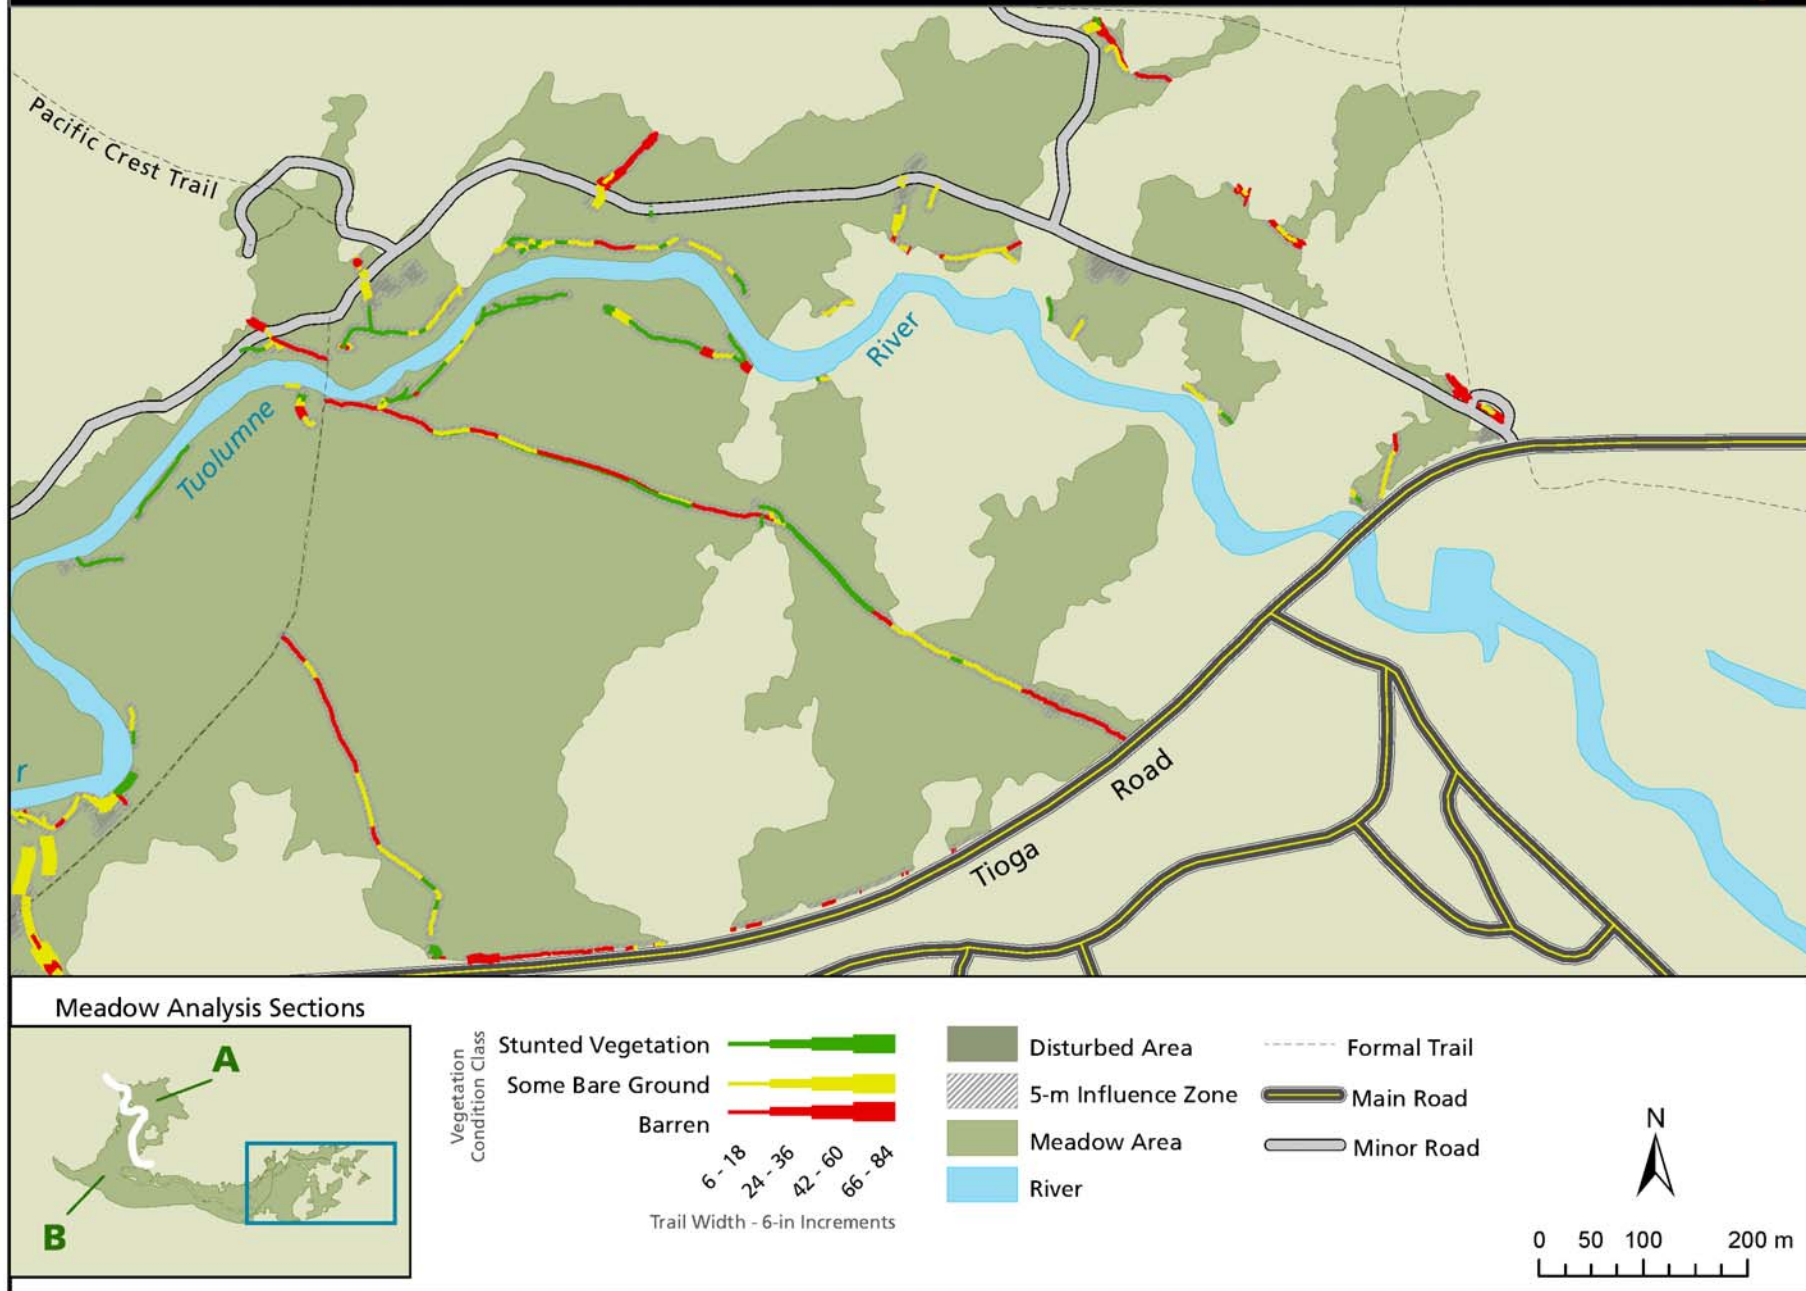 Pacific Crest Trail
River
Tuolumne
r
Road
Tioga
Meadow Analysis Sections
A
B
Vegetation
Condition Class
Stunted Vegetation
Some Bare Ground
Barren
6 - 18
24 - 36
42 - 60
66 - 84
Trail Width - 6-in Increments
Disturbed Area
5-m Influence Zone
Meadow Area
River
Formal Trail
Main Road
Minor Road
N
0 50 100 200 m